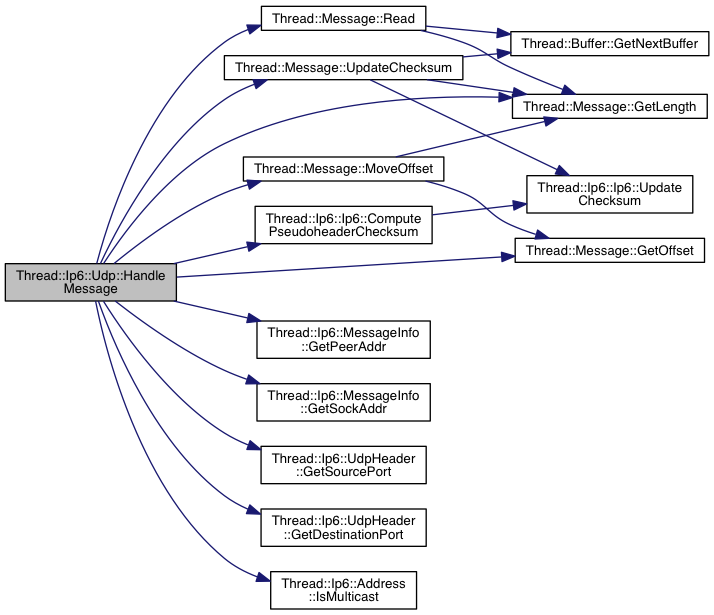 Thread::Message::Read
Thread::Buffer::GetNextBuffer
Thread::Message::UpdateChecksum
Thread::Message::GetLength
Thread::Message::MoveOffset
Thread::Ip6::Ip6::Update
Checksum
Thread::Ip6::Ip6::Compute
PseudoheaderChecksum
Thread::Message::GetOffset
Thread::Ip6::Udp::Handle
Message
Thread::Ip6::MessageInfo
::GetPeerAddr
Thread::Ip6::MessageInfo
::GetSockAddr
Thread::Ip6::UdpHeader
::GetSourcePort
Thread::Ip6::UdpHeader
::GetDestinationPort
Thread::Ip6::Address
::IsMulticast